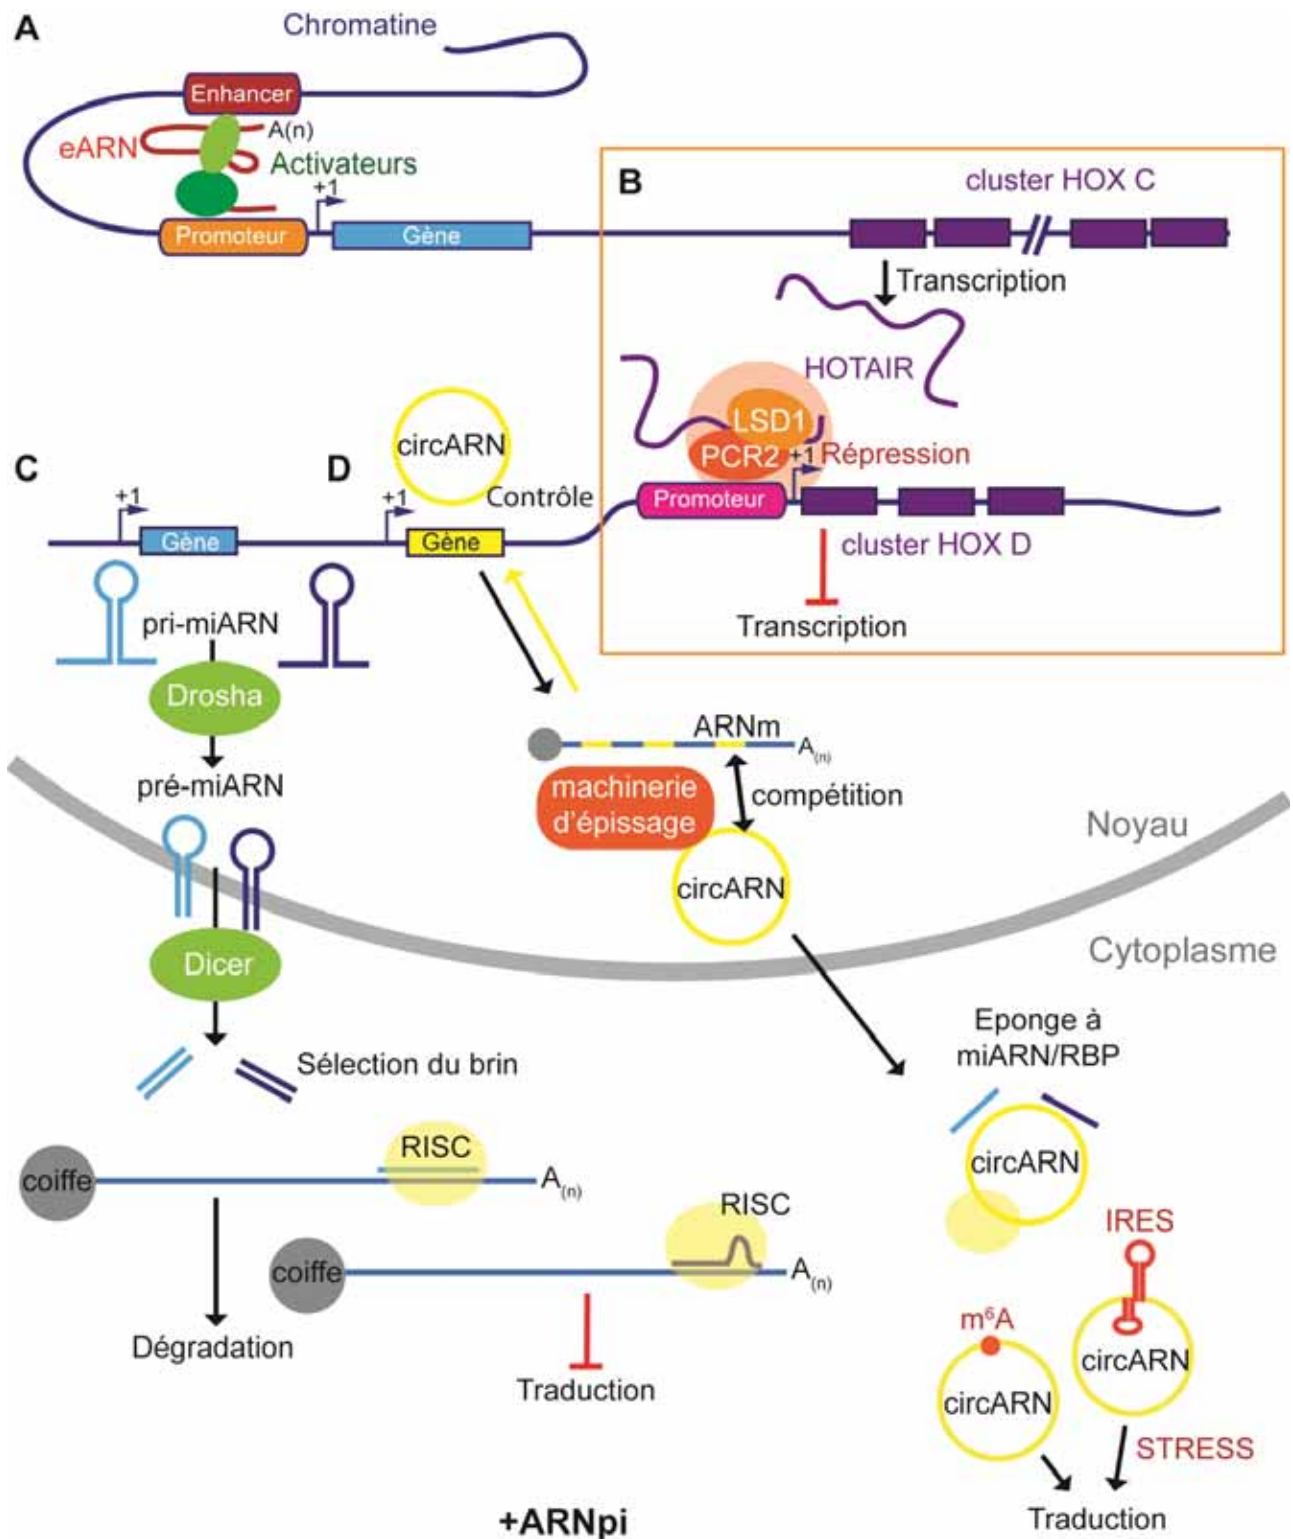 A
Chromatine
Enhancer
A(n)
eARN
Activateurs
+1
Promoteur
Gène
B
cluster HOX C
Transcription
HOTAIR
LSD1
PCR2
+1
Répression
Promoteur
cluster HOX D
Transcription
C
+1
Gène
pri-miARN
Drosha
pré-miARN
Dicer
Sélection du brin
coiffe
RISC
A(n)
Dégradation
coiffe
RISC
A(n)
Traduction
D
circARN
+1
Contrôle
Gène
ARNm
A(n)
machinerie
d'épissage
compétition
circARN
Noyau
Cytoplasme
Eponge à
miARN/RBP
circARN
IRES
circARN
m⁶A
circARN
STRESS
Traduction
+ARNpi